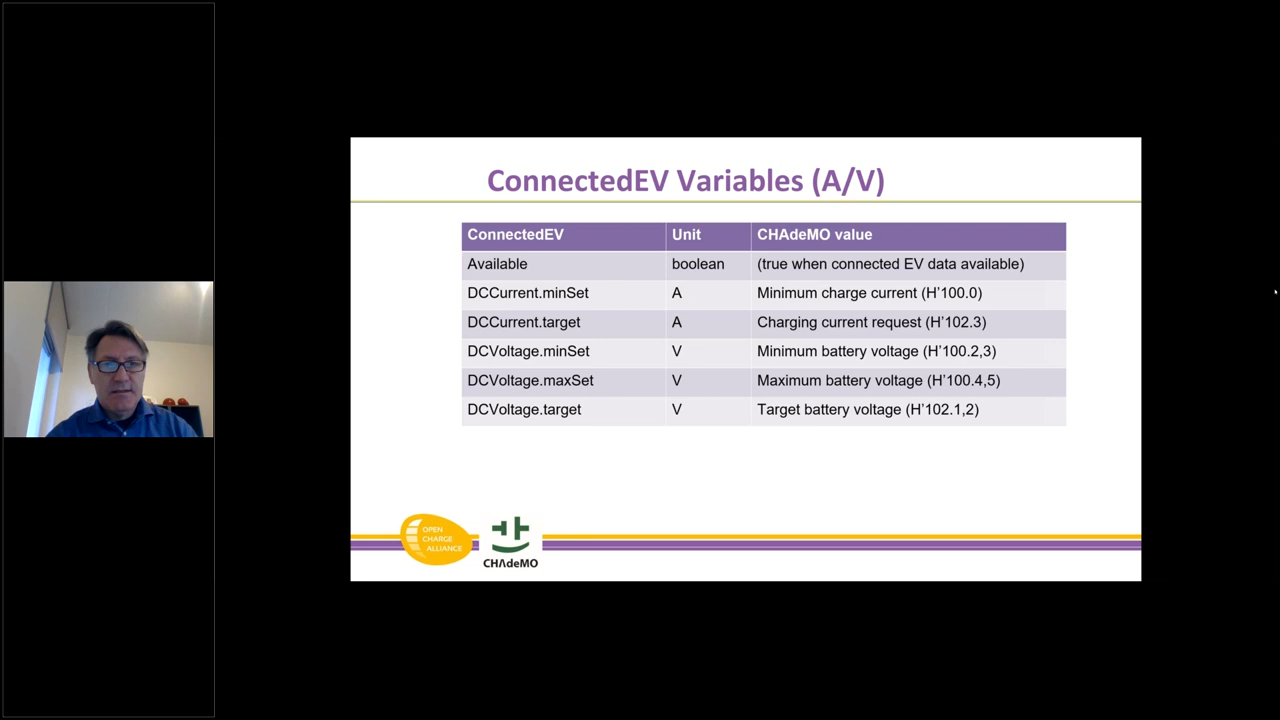 ConnectedEV Variables (A/V)
ConnectedEV Unit CHAdeMO value
Available boolean (true when connected EV data available)
DCCurrent.minSet A Minimum charge current (H’100.0)
DCCurrent.target A Charging current request (H’102.3)
DCVoltage.minSet V Minimum battery voltage (H’100.2,3)
DCVoltage.maxSet V Maximum battery voltage (H’100.4,5)
DCVoltage.target V Target battery voltage (H’102.1,2)
OPEN
CHARGE
ALLIANCE
CHΛdeMO